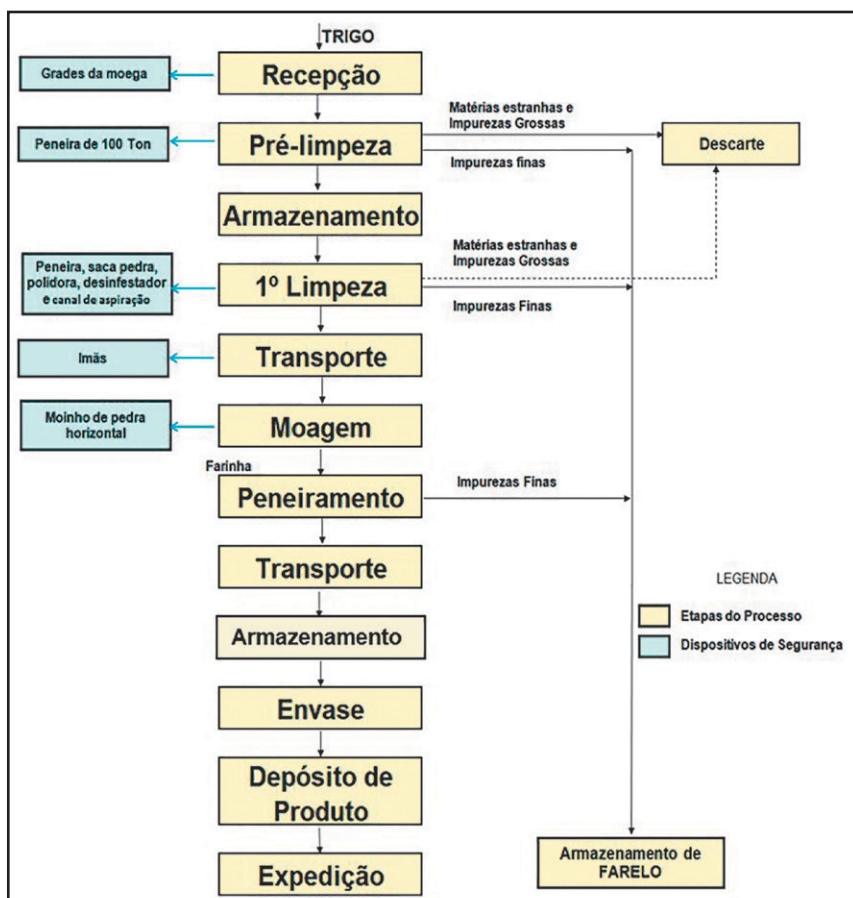 TRIGO
Grades da moega
Recepção
Matérias estranhas e
Impurezas Grossas
Peneira de 100 Ton
Pré-limpeza
Descarte
Impurezas finas
Armazenamento
Matérias estranhas e
Impurezas Grossas
Peneira, saca pedra,
polidora, desinfestador
e canal de aspiração
1º Limpeza
Impurezas Finas
Imãs
Transporte
Moinho de pedra
horizontal
Moagem
Farinha
Peneiramento
Impurezas Finas
Transporte
LEGENDA
Etapas do Processo
Dispositivos de Segurança
Armazenamento
Envase
Depósito de
Produto
Armazenamento de
FARELO
Expedição